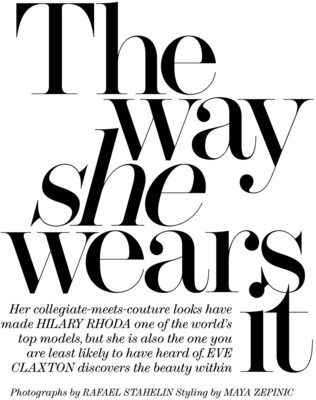 The
way
she
wears
it
Her collegiate-meets-couture looks have
made HILARY RHODA one of the world's
top models, but she is also the one you
are least likely to have heard of. EVE
CLAXTON discovers the beauty within
Photographs by RAFAEL STAHELIN Styling by MAYA ZEPINIC